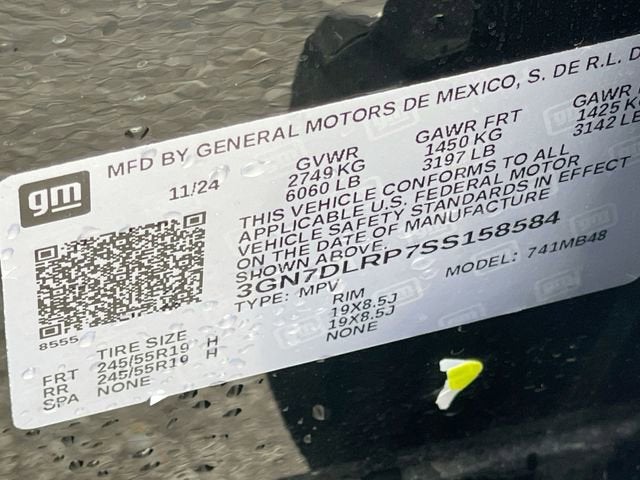 MFD BY GENERAL MOTORS DE MEXICO, S. DE R.L. D
gm
11/24
GVWR GAWR FRT GAWR
2749 KG 1450 KG 1425 KG
6060 LB 3197 LB 3142 LB
THIS VEHICLE CONFORMS TO ALL
APPLICABLE U.S. FEDERAL MOTOR
VEHICLE SAFETY STANDARDS IN EFFECT
ON THE DATE OF MANUFACTURE
SHOWN ABOVE.
3GN7DLRP7SS158584
TYPE: MPV MODEL: 741MB48
8555
TIRE SIZE RIM
FRT 245/55R19 H 19X8.5J
RR 245/55R19 H 19X8.5J
SPA NONE NONE